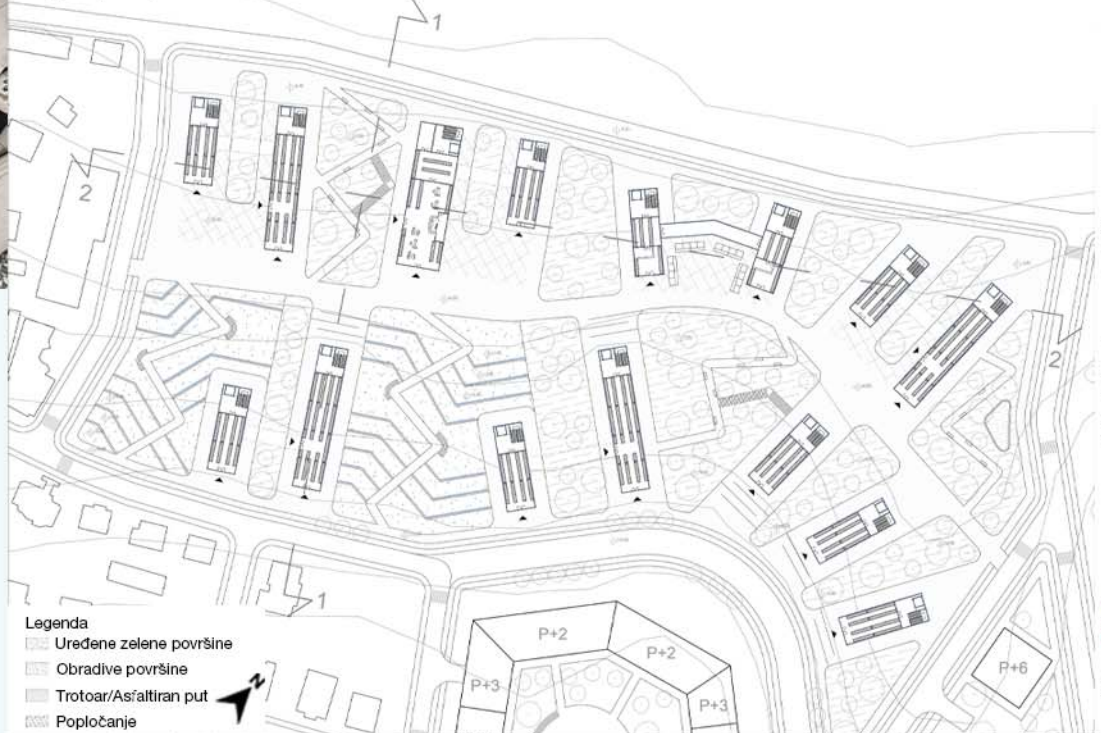 1
2
2
1
P+2
P+2
P+3
P+3
P+6
Legenda
Uređene zelene površine
Obradive površine
Trotoar/Asfaltiran put
Popločanje
N